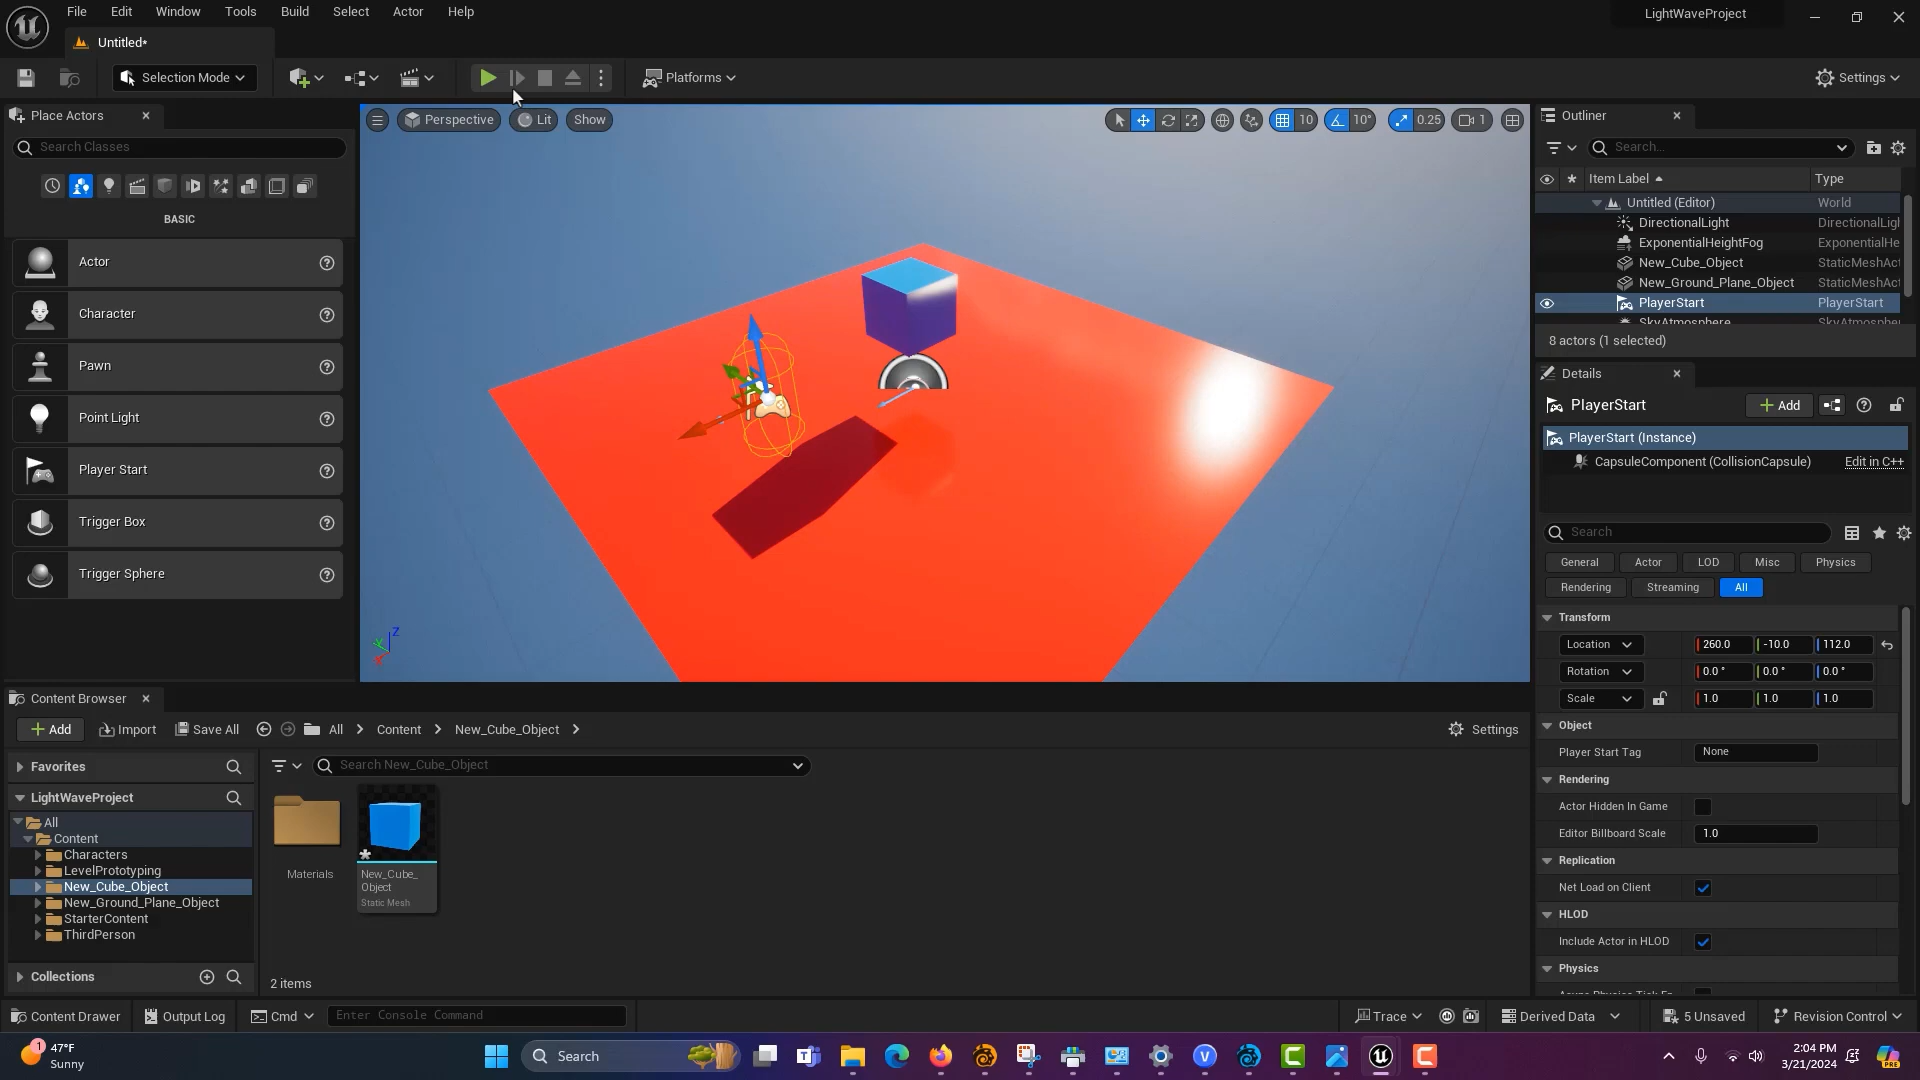 File Edit Window Tools Build Select Actor Help
LightWaveProject
Untitled*
Selection Mode
Platforms
Settings
Place Actors
Search Classes
BASIC
Actor
Character
Pawn
Point Light
Player Start
Trigger Box
Trigger Sphere
Perspective
Lit
Show
10
10°
0.25
1
Z
Outliner
Search...
Item Label Type
Untitled (Editor) World
DirectionalLight DirectionalLigh
ExponentialHeightFog ExponentialHe
New_Cube_Object StaticMeshAct
New_Ground_Plane_Object StaticMeshAct
PlayerStart PlayerStart
SkyAtmosphere SkyAtmospher
8 actors (1 selected)
Details
PlayerStart
Add
PlayerStart (Instance)
CapsuleComponent (CollisionCapsule) Edit in C++
Search
General Actor LOD Misc Physics
Rendering Streaming All
Transform
Location 260.0 -10.0 112.0
Rotation 0.0° 0.0° 0.0°
Scale 1.0 1.0 1.0
Object
Player Start Tag None
Rendering
Actor Hidden In Game
Editor Billboard Scale 1.0
Replication
Net Load on Client
HLOD
Include Actor in HLOD
Physics
Content Browser
Add Import Save All All Content New_Cube_Object Settings
Favorites
Search New_Cube_Object
LightWaveProject
All
Content
Characters
LevelPrototyping
New_Cube_Object
New_Ground_Plane_Object
StarterContent
ThirdPerson
Collections
Materials
New_Cube_
Object
Static Mesh
2 items
Content Drawer Output Log Cmd Enter Console Command Trace Derived Data 5 Unsaved Revision Control
1
47°F
Sunny
Search
2:04 PM
3/21/2024
PRE